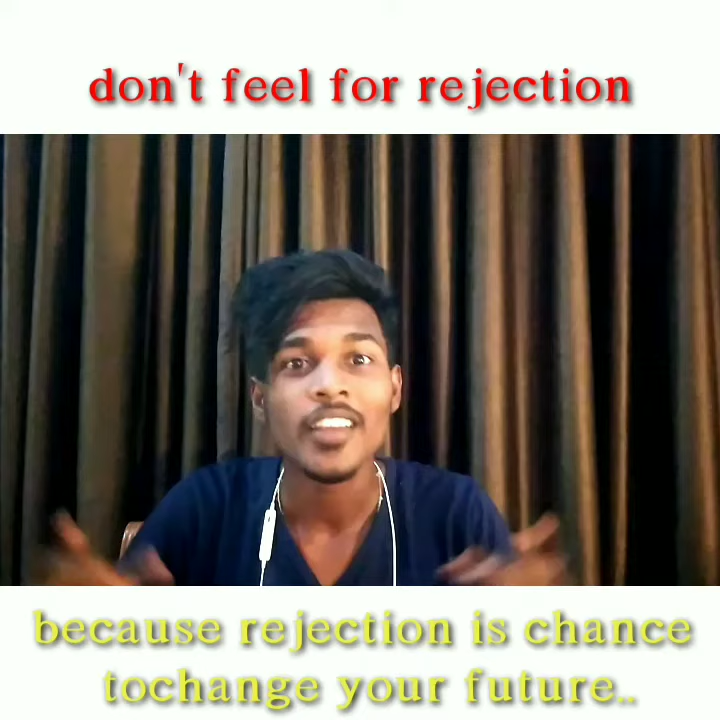 don't feel for rejection
because rejection is chance
tochange your future..